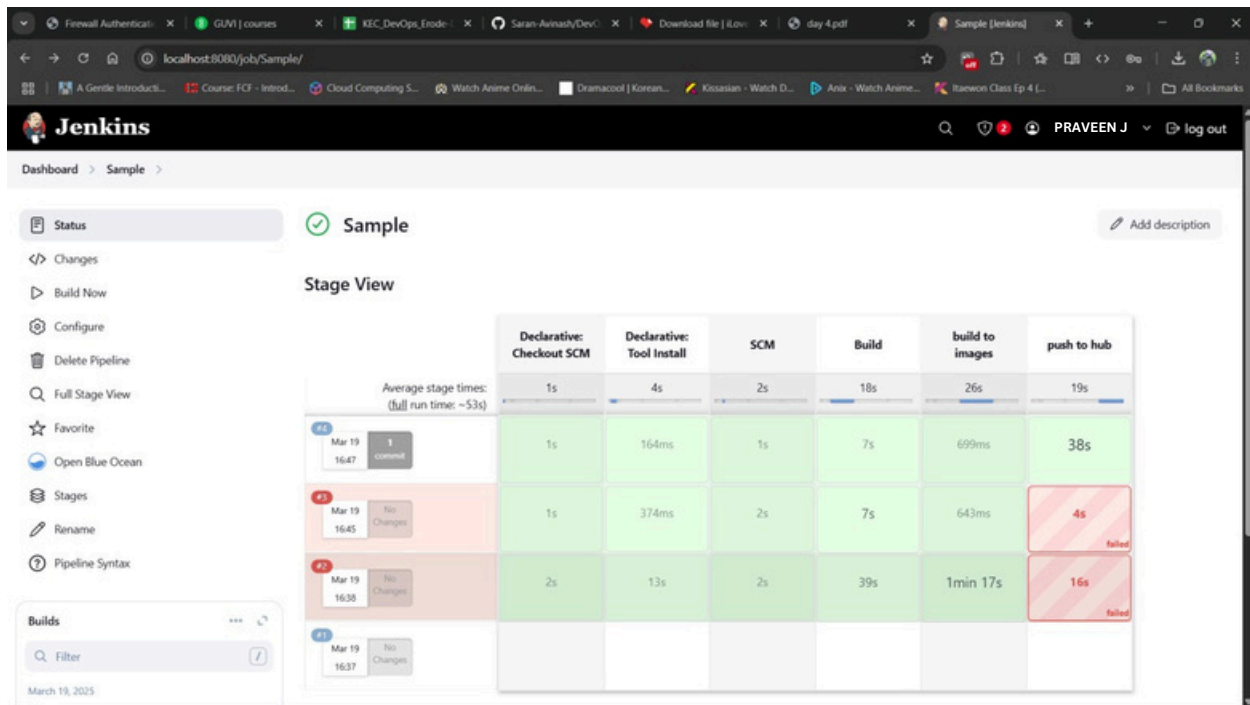 Firewall Authenticati
GUVI | courses
KEC_DevOps_Erode-
Saran-Avinash/DevO
Download file | iLove
day 4.pdf
Sample [Jenkins]
localhost:8080/job/Sample/
off
A Gentle Introducti...
Course: FCF - Introd...
Cloud Computing S...
Watch Anime Onlin...
Dramacool | Korean...
Kissasian - Watch D...
Anix - Watch Anime...
Itaewon Class Ep 4 (...
All Bookmarks
Jenkins
2
PRAVEEN J
log out
Dashboard > Sample >
Status
Changes
Build Now
Configure
Delete Pipeline
Full Stage View
Favorite
Open Blue Ocean
Stages
Rename
Pipeline Syntax
Builds
Filter
/
March 19, 2025
Sample
Add description
Stage View
Declarative: Checkout SCM
Declarative: Tool Install
SCM
Build
build to images
push to hub
Average stage times:
(full run time: ~53s)
1s 4s 2s 18s 26s 19s
#4
Mar 19
16:47
1
commit
1s 164ms 1s 7s 699ms 38s
#3
Mar 19
16:45
No
Changes
1s 374ms 2s 7s 643ms 4s
failed
#2
Mar 19
16:38
No
Changes
2s 13s 2s 39s 1min 17s 16s
failed
#1
Mar 19
16:37
No
Changes